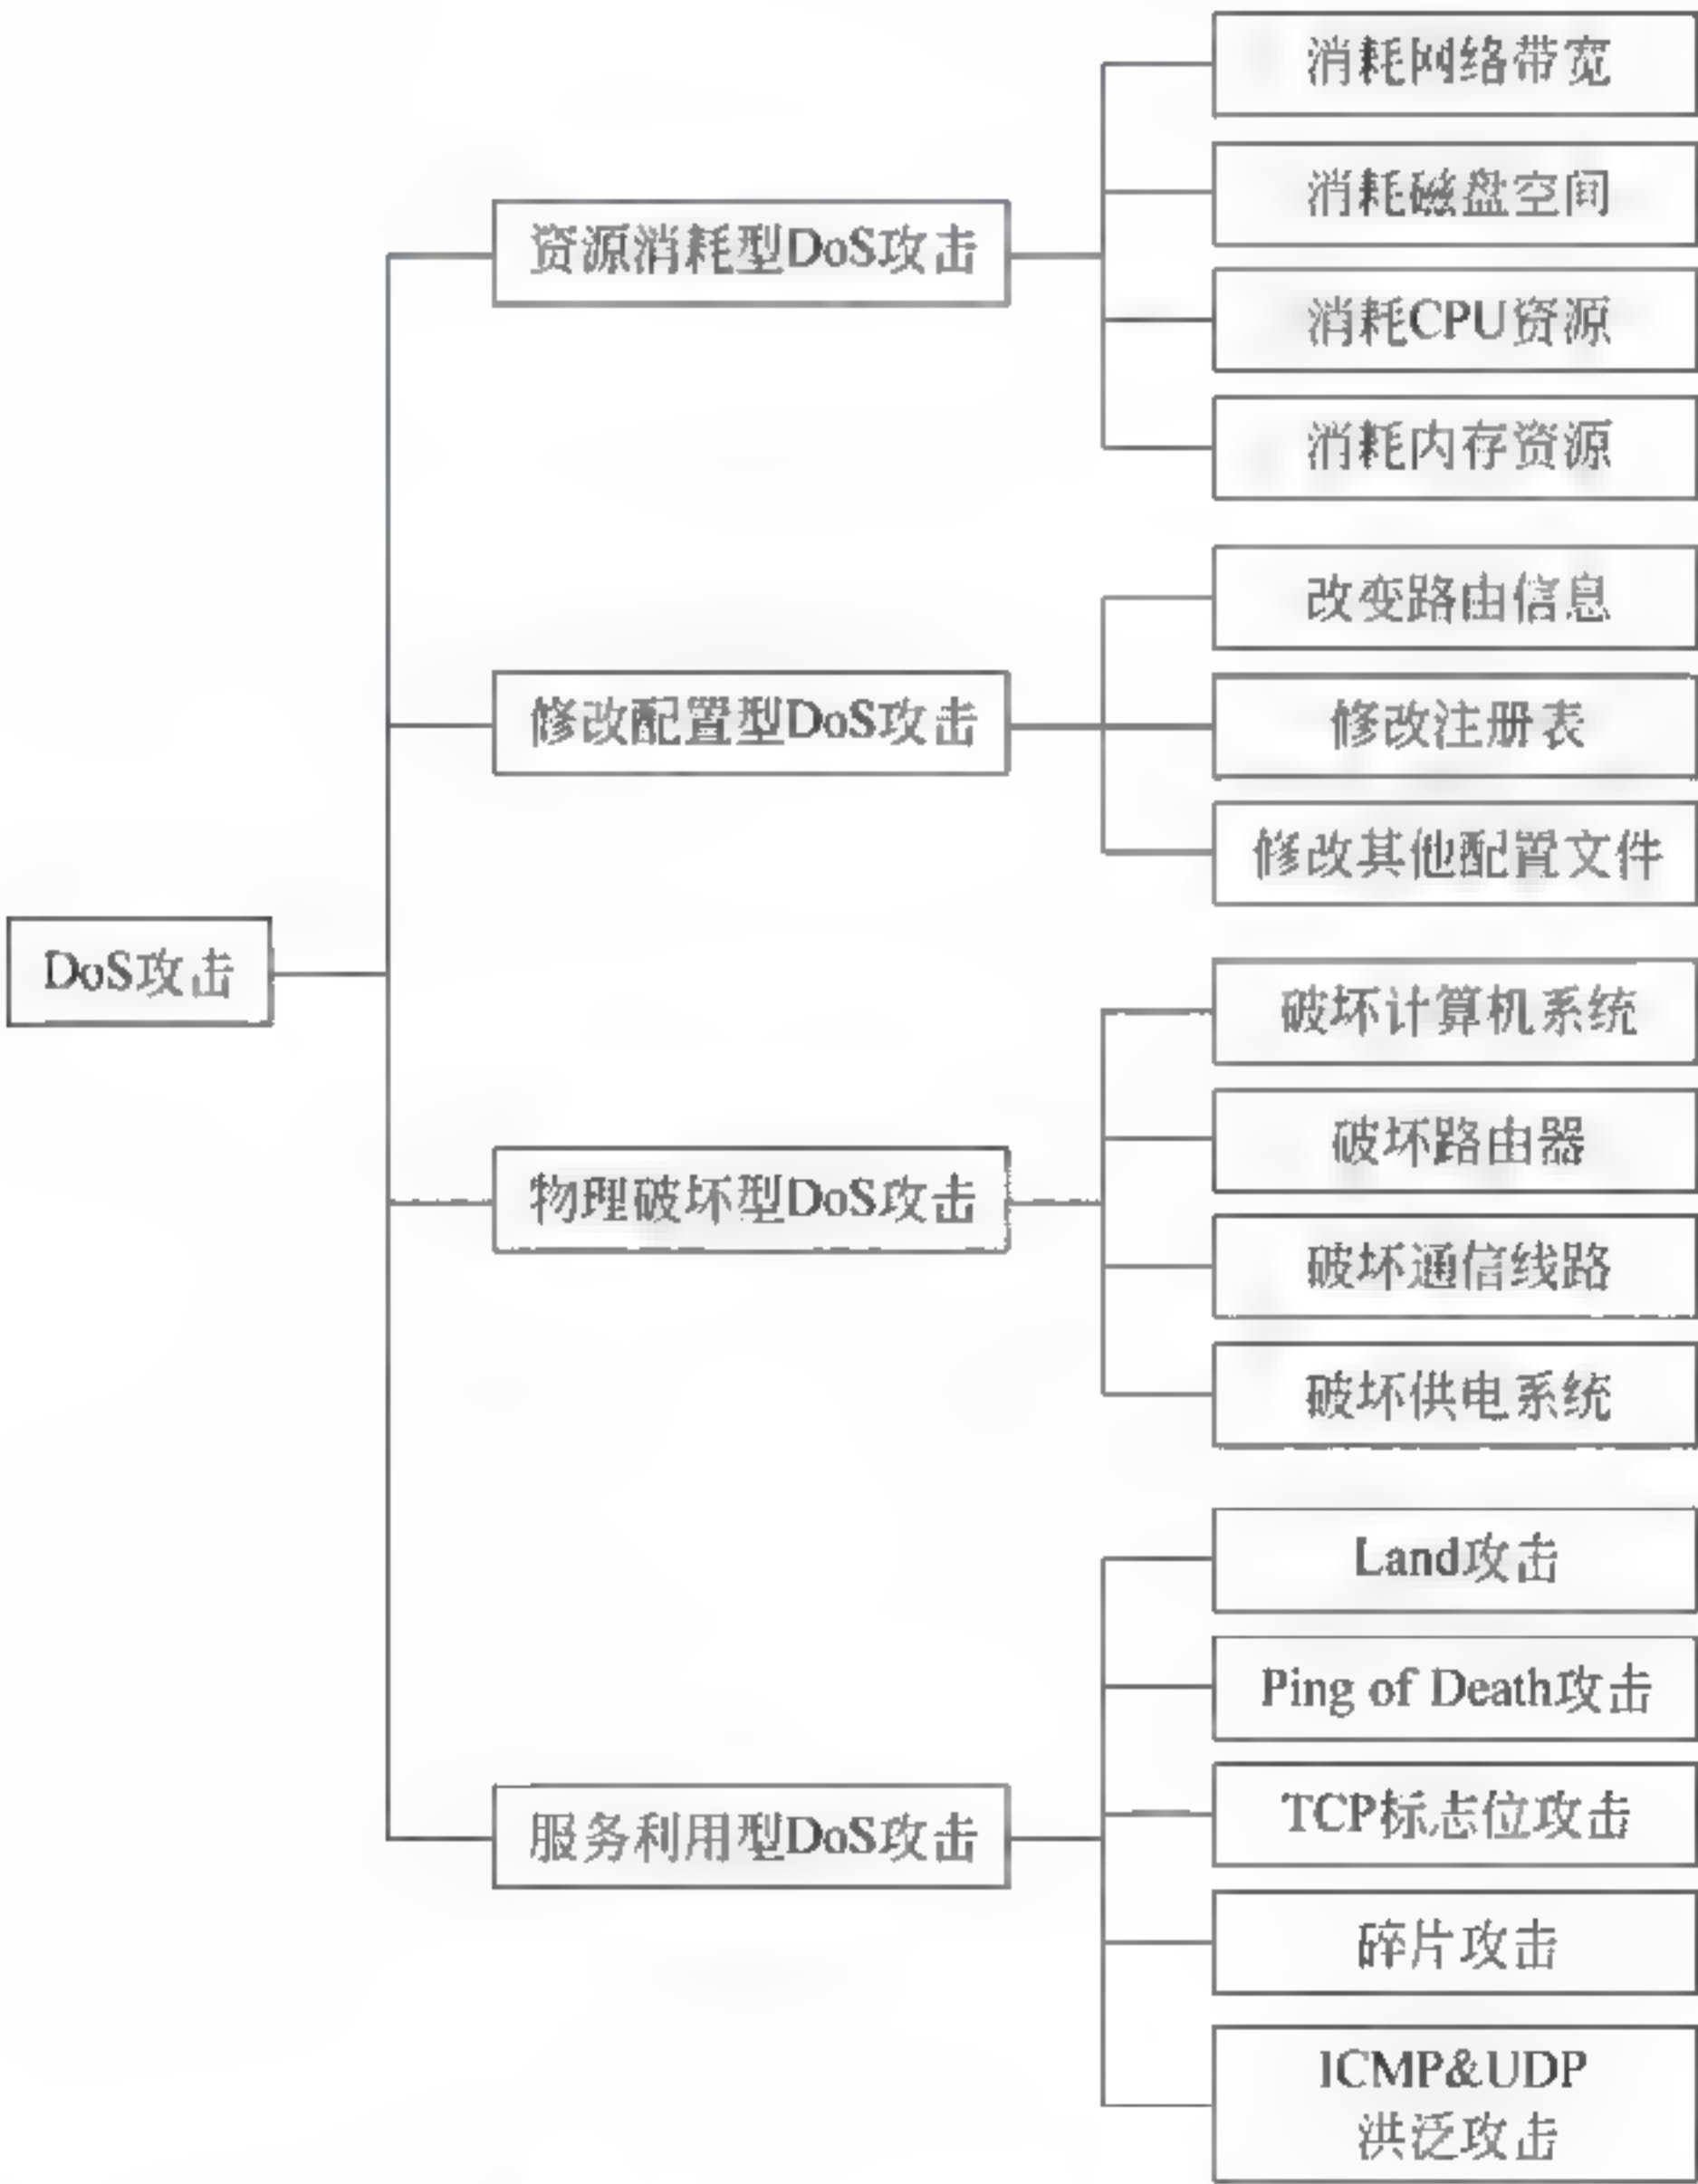 消耗网络带宽
消耗磁盘空间
资源消耗型DoS攻击
消耗CPU资源
消耗内存资源
改变路由信息
修改配置型DoS攻击
修改注册表
修改其他配置文件
DoS攻击
破坏计算机系统
破坏路由器
物理破坏型DoS攻击
破坏通信线路
破坏供电系统
Land攻击
Ping of Death攻击
服务利用型DoS攻击
TCP标志位攻击
碎片攻击
ICMP&UDP
洪泛攻击